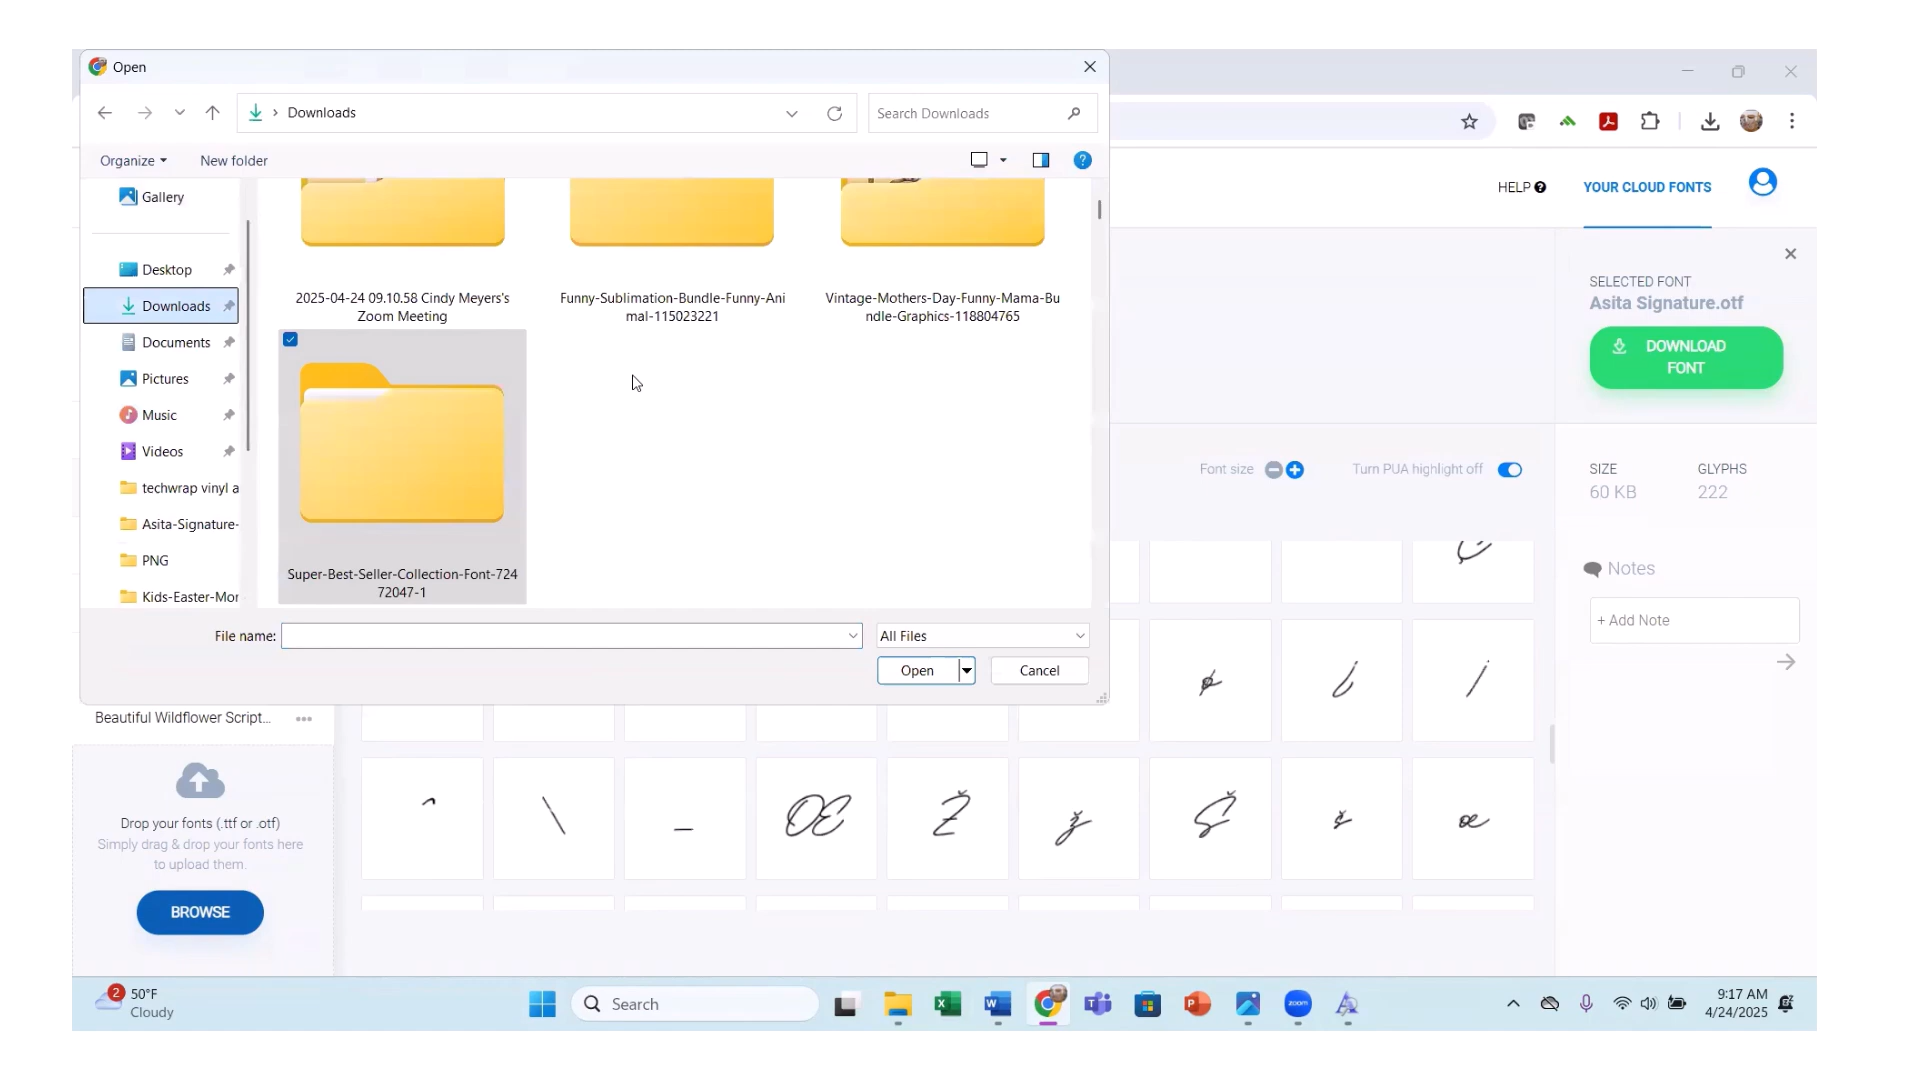 Open
Downloads
Search Downloads
Organize
New folder
Gallery
Desktop
Downloads
Documents
Pictures
Music
Videos
techwrap vinyl a
Asita-Signature-
PNG
Kids-Easter-Mor
2025-04-24 09.10.58 Cindy Meyers's
Zoom Meeting
Funny-Sublimation-Bundle-Funny-Ani
mal-115023221
Vintage-Mothers-Day-Funny-Mama-Bu
ndle-Graphics-118804765
Super-Best-Seller-Collection-Font-724
72047-1
File name:
All Files
Open
Cancel
HELP
YOUR CLOUD FONTS
SELECTED FONT
Asita Signature.otf
DOWNLOAD
FONT
Font size
Turn PUA highlight off
SIZE
GLYPHS
60 KB
222
Notes
+ Add Note
Beautiful Wildflower Script...
Drop your fonts (.ttf or .otf)
Simply drag & drop your fonts here
to upload them.
BROWSE
¢ ¿ /
^ \ _ Œ Ž ž Š š œ
2
50°F
Cloudy
Search
zoom
9:17 AM
4/24/2025